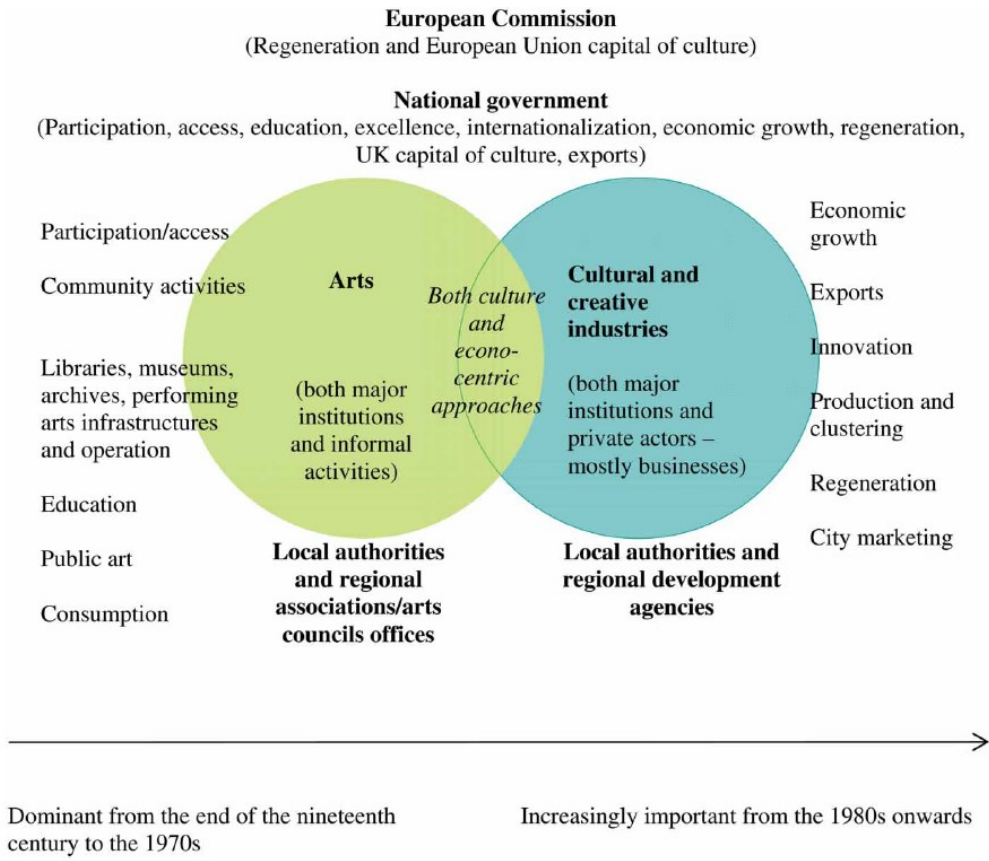 European Commission
(Regeneration and European Union capital of culture)
National government
(Participation, access, education, excellence, internationalization, economic growth, regeneration,
UK capital of culture, exports)
Participation/access
Community activities
Libraries, museums,
archives, performing
arts infrastructures
and operation
Education
Public art
Consumption
Arts
(both major
institutions
and informal
activities)
Local authorities
and regional
associations/arts
councils offices
Both culture
and
econo-
centric
approaches
Cultural and
creative
industries
(both major
institutions and
private actors –
mostly businesses)
Local authorities and
regional development
agencies
Economic
growth
Exports
Innovation
Production and
clustering
Regeneration
City marketing
Dominant from the end of the nineteenth
century to the 1970s
Increasingly important from the 1980s onwards